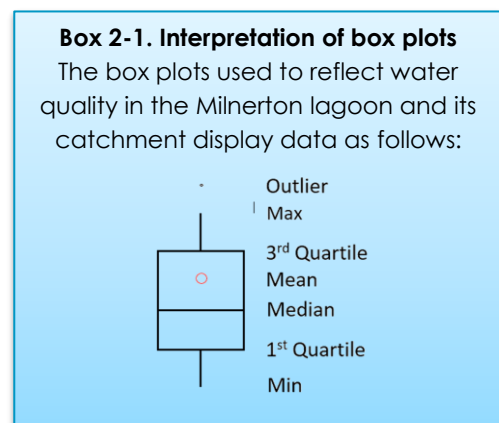 Box 2-1. Interpretation of box plots
The box plots used to reflect water
quality in the Milnerton lagoon and its
catchment display data as follows:
Outlier
Max
3rd Quartile
Mean
Median
1st Quartile
Min